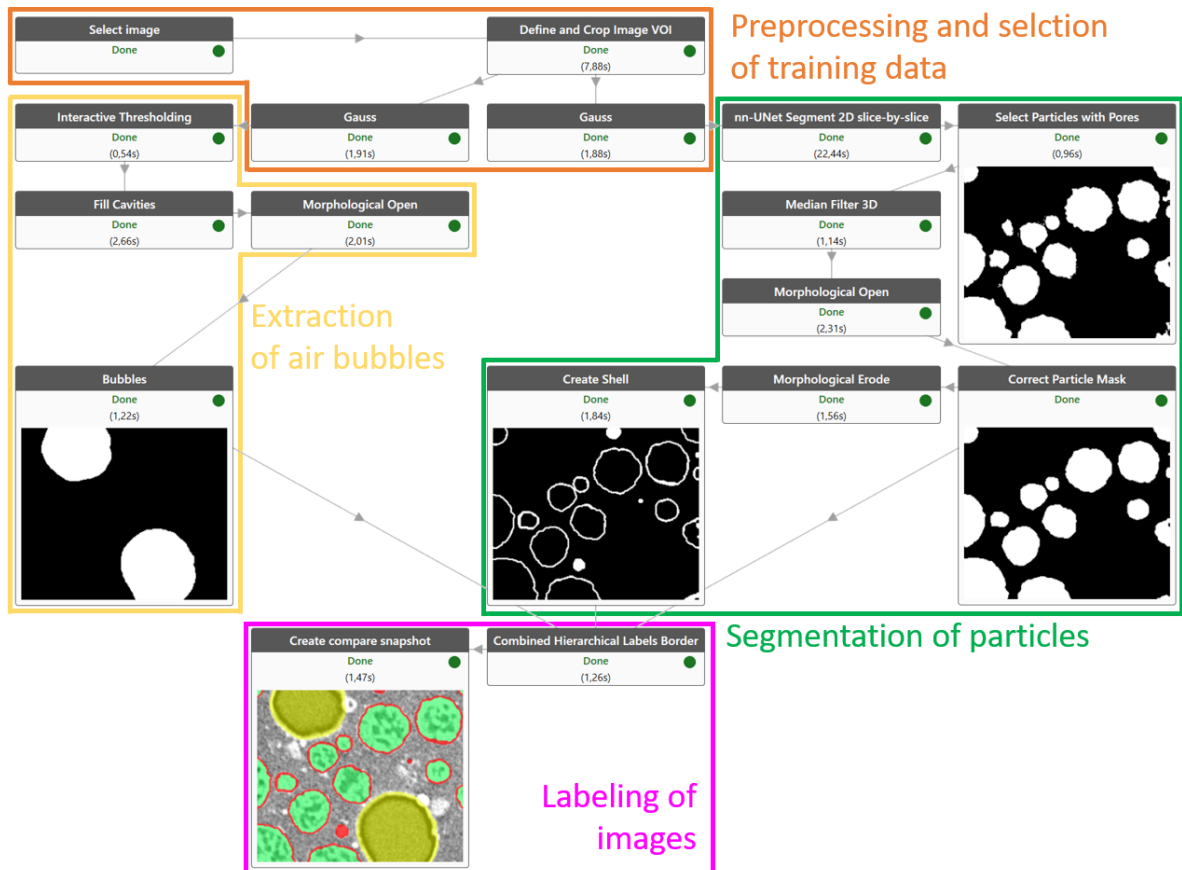 Select image
Done
Define and Crop Image VOI
Done
(7,88s)
Preprocessing and selction
of training data
Interactive Thresholding
Done
(0,54s)
Gauss
Done
(1,91s)
Gauss
Done
(1,88s)
nn-UNet Segment 2D slice-by-slice
Done
(22,44s)
Select Particles with Pores
Done
(0,96s)
Fill Cavities
Done
(2,66s)
Morphological Open
Done
(2,01s)
Median Filter 3D
Done
(1,14s)
Morphological Open
Done
(2,31s)
Extraction
of air bubbles
Bubbles
Done
(1,22s)
Create Shell
Done
(1,84s)
Morphological Erode
Done
(1,56s)
Correct Particle Mask
Done
Segmentation of particles
Create compare snapshot
Done
(1,47s)
Combined Hierarchical Labels Border
Done
(1,26s)
Labeling of
images